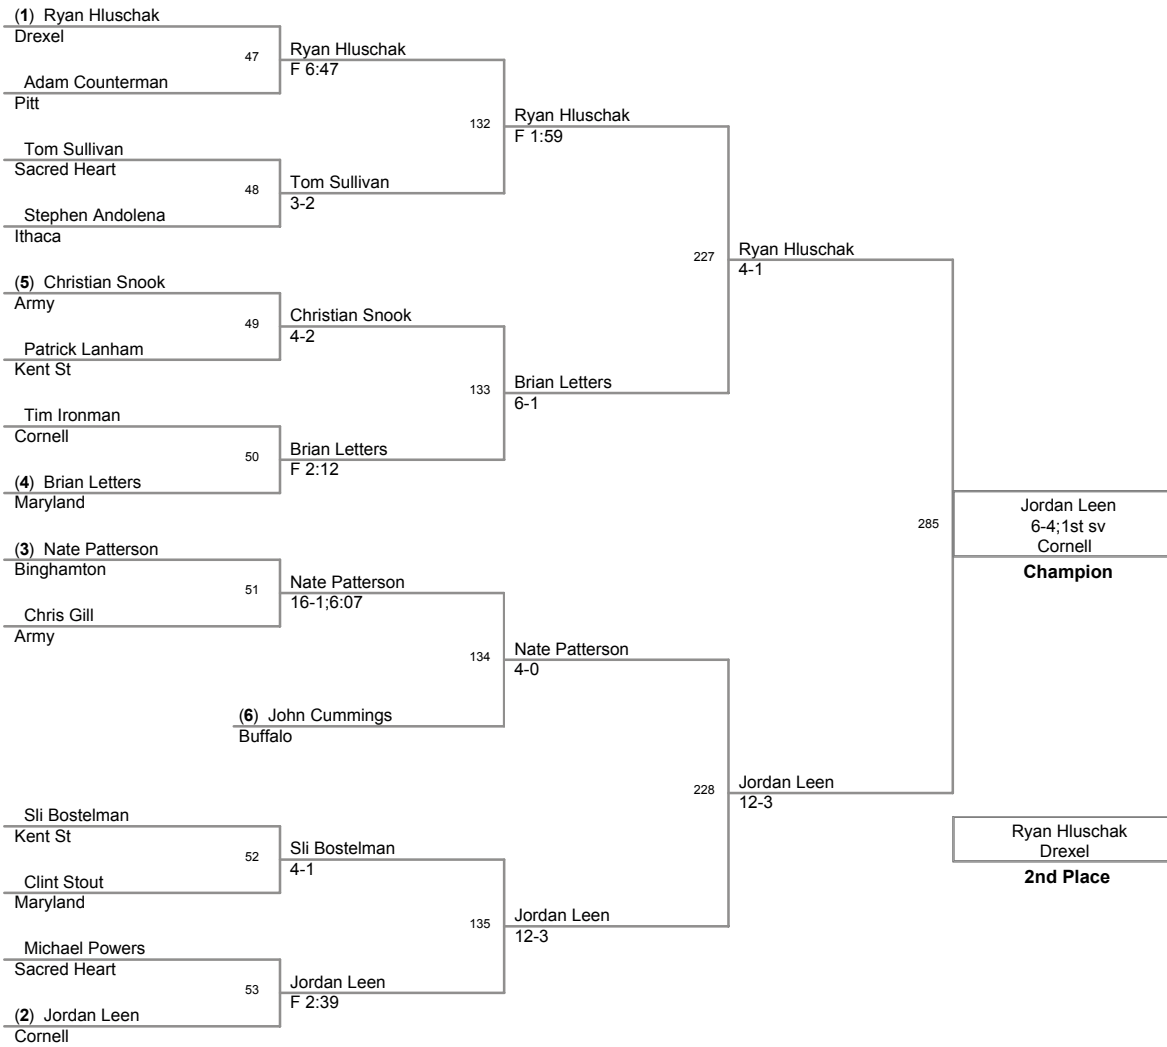 (1) Ryan Hluschak
Drexel
47
Adam Counterman
Pitt
Tom Sullivan
Sacred Heart
48
Stephen Andolena
Ithaca
(5) Christian Snook
Army
49
Patrick Lanham
Kent St
Tim Ironman
Cornell
50
(4) Brian Letters
Maryland
(3) Nate Patterson
Binghamton
51
Chris Gill
Army
(6) John Cummings
Buffalo
Sli Bostelman
Kent St
52
Clint Stout
Maryland
Michael Powers
Sacred Heart
53
(2) Jordan Leen
Cornell
Ryan Hluschak
F 6:47
132
Tom Sullivan
3-2
Christian Snook
4-2
133
Brian Letters
F 2:12
Nate Patterson
16-1;6:07
134
Sli Bostelman
4-1
135
Jordan Leen
F 2:39
Ryan Hluschak
F 1:59
227
Brian Letters
6-1
Nate Patterson
4-0
228
Jordan Leen
12-3
Ryan Hluschak
4-1
285
Jordan Leen
12-3
Jordan Leen
6-4;1st sv
Cornell
Champion
Ryan Hluschak
Drexel
2nd Place